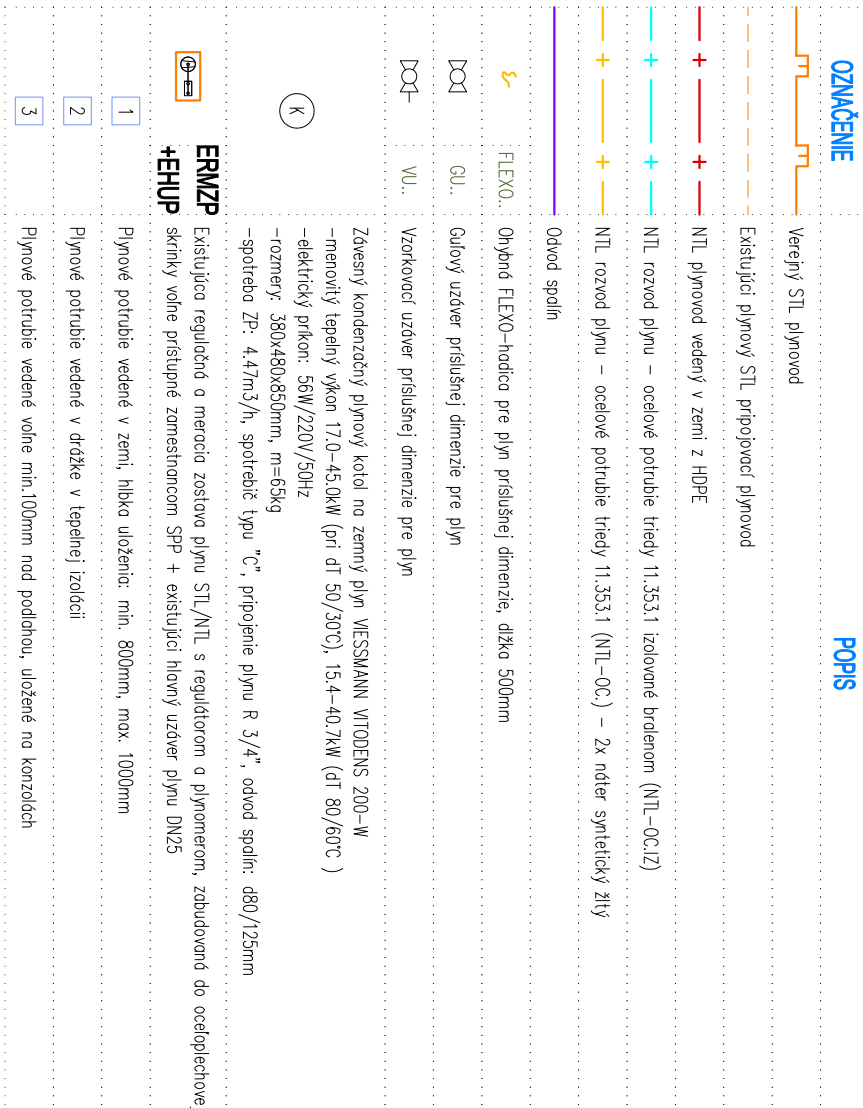 OZNAČENIE
POPIS
Verejný STL plynovod
Existujúci plynový STL pripojovací plynovod
NTL plynovod vedený v zemi z HDPE
NTL rozvod plynu - ocelové potrubie triedy 11.353.1 izolované bralenom (NTL-OC.IZ)
NTL rozvod plynu - ocelové potrubie triedy 11.353.1 (NTL-OC.) - 2x náter syntetický žltý
Odvod spalín
FLEXO..
Ohybná FLEXO-hadica pre plyn príslušnej dimenzie, dlžka 500mm
GU..
Guľový uzáver príslušnej dimenzie pre plyn
VU..
Vzorkovací uzáver príslušnej dimenzie pre plyn
K
Závesný kondenzačný plynový kotol na zemný plyn VIESSMANN VITODENS 200-W
-menovitý tepelný výkon 17.0-45.0kW (pri dT 50/30°C), 15.4-40.7kW (dT 80/60°C )
-elektrický príkon: 56W/220V/50Hz
-rozmery: 380x480x850mm, m=65kg
-spotreba ZP: 4.47m3/h, spotrebič typu "C", pripojenie plynu R 3/4", odvod spalín: d80/125mm
ERMZP
+EHUP
Existujúca regulačná a meracia zostava plynu STL/NTL s regulátorom a plynomerom, zabudovaná do oceľoplechove
skrinky voľne prístupné zamestnancom SPP + existujúci hlavný uzáver plynu DN25
1
Plynové potrubie vedené v zemi, hlbka uloženia: min. 800mm, max. 1000mm
2
Plynové potrubie vedené v drážke v tepelnej izolácii
3
Plynové potrubie vedené voľne min.100mm nad podlahou, uložené na konzolách